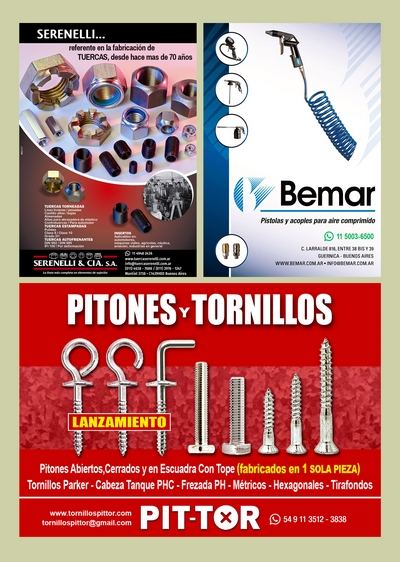 SERENELLI...
referente en la fabricación de
TUERCAS, desde hace mas de 70 años
TUERCAS TORNEADAS
TUERCAS ESTAMPADAS
TUERCAS AUTOFRENANTES
INSERTOS
SERENELLI & CIA. S.A.
Bemar
Pistolas y acoples para aire comprimido
11 5003-6500
C. LARRALDE 816, ENTRE 38 BIS Y 39
GUERNICA - BUENOS AIRES
WWW.BEMAR.COM.AR • INFO@BEMAR.COM.AR
PITONES Y TORNILLOS
LANZAMIENTO
Pitones Abiertos,Cerrados y en Escuadra Con Tope (fabricados en 1 SOLA PIEZA)
Tornillos Parker - Cabeza Tanque PHC - Frezada PH - Métricos - Hexagonales - Tirafondos
www.tornillospittor.com
tornillospittor@gmail.com
PIT-TOR
54 9 11 3512 - 3838